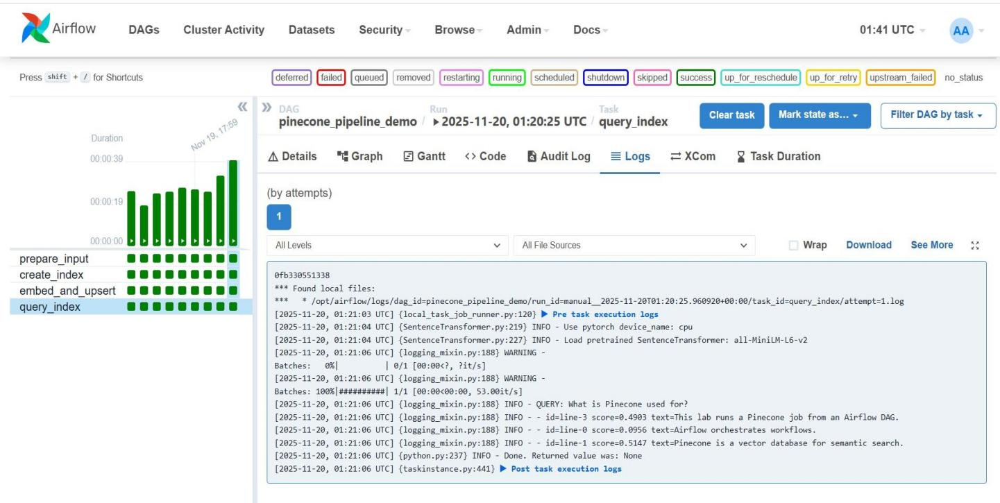 Airflow DAGs Cluster Activity Datasets Security Browse Admin Docs 01:41 UTC AA
Press shift + / for Shortcuts deferred failed queued removed restarting running scheduled shutdown skipped success up_for_reschedule up_for_retry upstream_failed no_status
DAG Run Task
pinecone_pipeline_demo / 2025-11-20, 01:20:25 UTC / query_index
Clear task Mark state as... Filter DAG by task
Duration
Nov 19, 17:59
00:00:39
00:00:19
00:00:00
prepare_input
create_index
embed_and_upsert
query_index
Details Graph Gantt <> Code Audit Log Logs XCom Task Duration
(by attempts)
1
All Levels All File Sources Wrap Download See More
0fb330551338
*** Found local files:
***   * /opt/airflow/logs/dag_id=pinecone_pipeline_demo/run_id=manual__2025-11-20T01:20:25.960920+00:00/task_id=query_index/attempt=1.log
[2025-11-20, 01:21:03 UTC] {local_task_job_runner.py:120} ▶ Pre task execution logs
[2025-11-20, 01:21:04 UTC] {SentenceTransformer.py:219} INFO - Use pytorch device_name: cpu
[2025-11-20, 01:21:04 UTC] {SentenceTransformer.py:227} INFO - Load pretrained SentenceTransformer: all-MiniLM-L6-v2
[2025-11-20, 01:21:06 UTC] {logging_mixin.py:188} WARNING -
Batches:   0%|          | 0/1 [00:00<?, ?it/s]
[2025-11-20, 01:21:06 UTC] {logging_mixin.py:188} WARNING -
Batches: 100%|##########| 1/1 [00:00<00:00, 53.00it/s]
[2025-11-20, 01:21:06 UTC] {logging_mixin.py:188} INFO - QUERY: What is Pinecone used for?
[2025-11-20, 01:21:06 UTC] {logging_mixin.py:188} INFO - - id=line-3 score=0.4903 text=This lab runs a Pinecone job from an Airflow DAG.
[2025-11-20, 01:21:06 UTC] {logging_mixin.py:188} INFO - - id=line-0 score=0.0956 text=Airflow orchestrates workflows.
[2025-11-20, 01:21:06 UTC] {logging_mixin.py:188} INFO - - id=line-1 score=0.5147 text=Pinecone is a vector database for semantic search.
[2025-11-20, 01:21:06 UTC] {python.py:237} INFO - Done. Returned value was: None
[2025-11-20, 01:21:06 UTC] {taskinstance.py:441} ▶ Post task execution logs